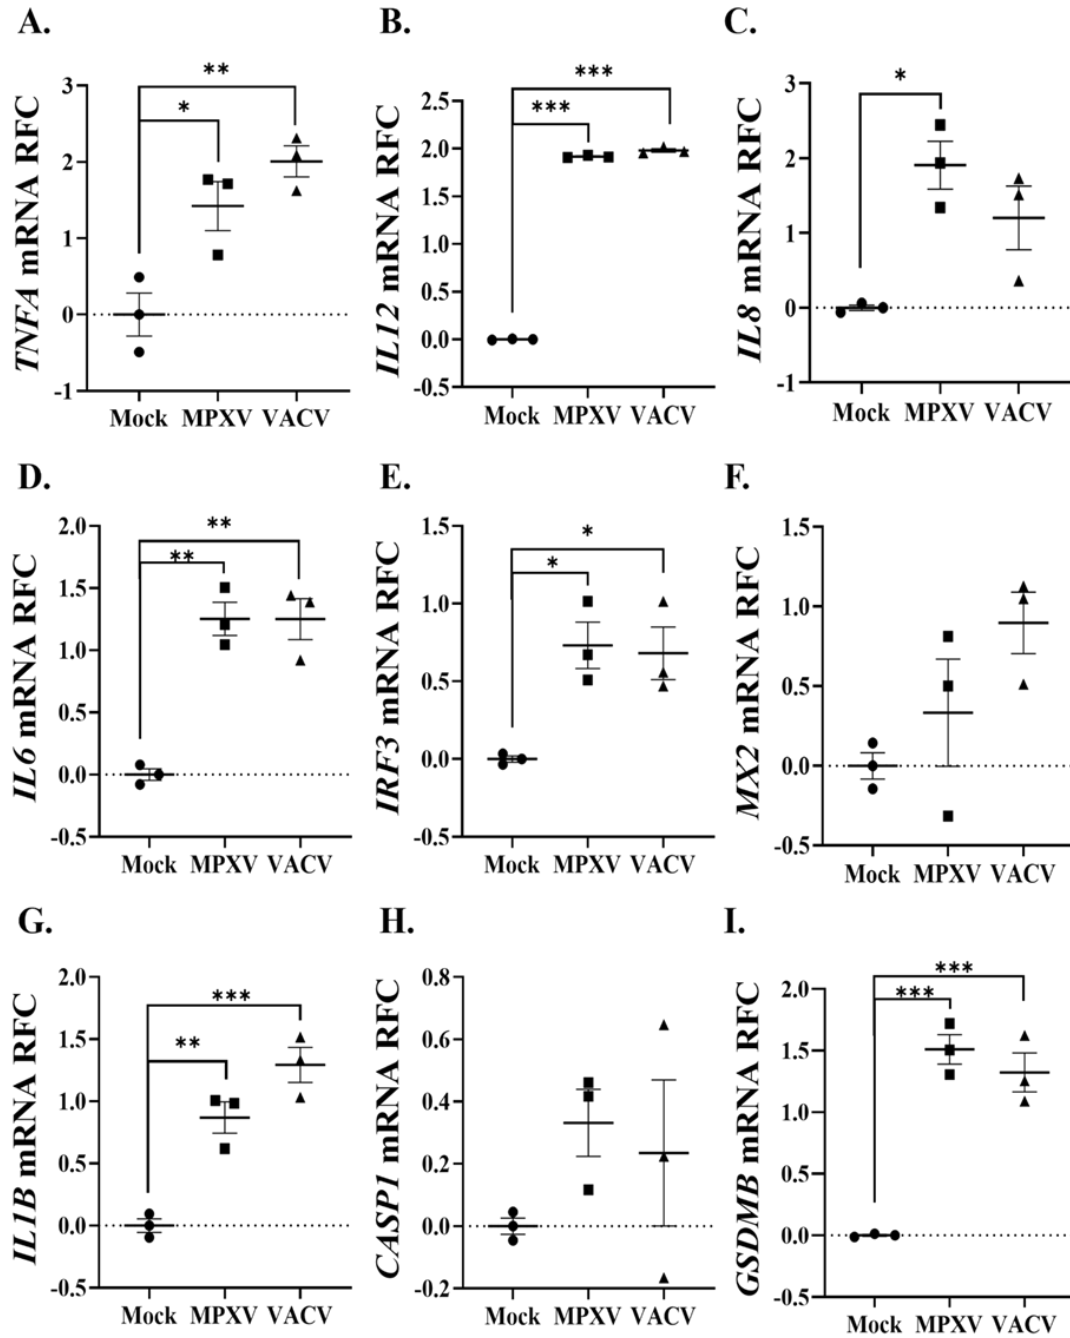 A.
TNFA mRNA RFC
3
2
1
0
-1
**
*
Mock MPXV VACV
B.
IL12 mRNA RFC
2.5
2.0
1.5
1.0
0.5
0.0
-0.5
***
***
Mock MPXV VACV
C.
IL8 mRNA RFC
3
2
1
0
-1
*
Mock MPXV VACV
D.
IL6 mRNA RFC
2.0
1.5
1.0
0.5
0.0
-0.5
**
**
Mock MPXV VACV
E.
IRF3 mRNA RFC
1.5
1.0
0.5
0.0
-0.5
*
*
Mock MPXV VACV
F.
MX2 mRNA RFC
1.5
1.0
0.5
0.0
-0.5
Mock MPXV VACV
G.
IL1B mRNA RFC
2.0
1.5
1.0
0.5
0.0
-0.5
***
**
Mock MPXV VACV
H.
CASP1 mRNA RFC
0.8
0.6
0.4
0.2
0.0
-0.2
Mock MPXV VACV
I.
GSDMB mRNA RFC
2.0
1.5
1.0
0.5
0.0
-0.5
***
***
Mock MPXV VACV